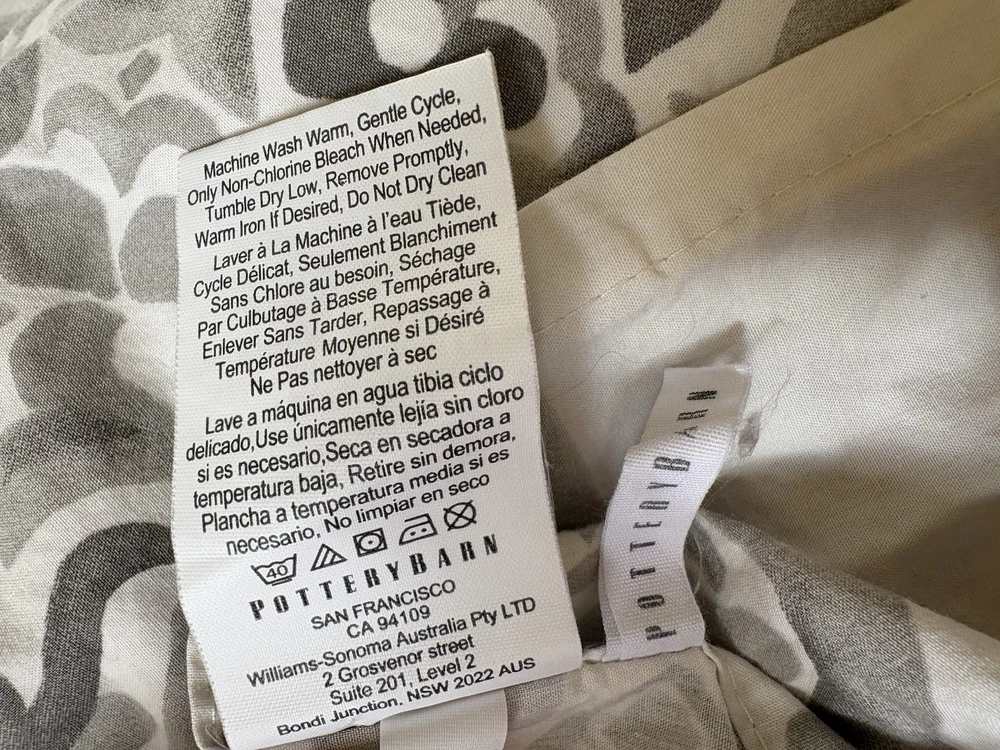 Machine Wash Warm, Gentle Cycle,
Only Non-Chlorine Bleach When Needed,
Tumble Dry Low, Remove Promptly,
Warm Iron If Desired, Do Not Dry Clean
Laver à La Machine à l'eau Tiède,
Cycle Délicat, Seulement Blanchiment
Sans Chlore au besoin, Séchage
Par Culbutage à Basse Température,
Enlever Sans Tarder, Repassage à
Température Moyenne si Désiré
Ne Pas nettoyer à sec
Lave a máquina en agua tibia ciclo
delicado,Use únicamente lejía sin cloro
si es necesario,Seca en secadora a
temperatura baja, Retire sin demora,
Plancha a temperatura media si es
necesario, No limpiar en seco
40
POTTERYBARN
SAN FRANCISCO
CA 94109
Williams-Sonoma Australia Pty LTD
2 Grosvenor street
Suite 201, Level 2
Bondi Junction, NSW 2022 AUS
POTTERYBARN